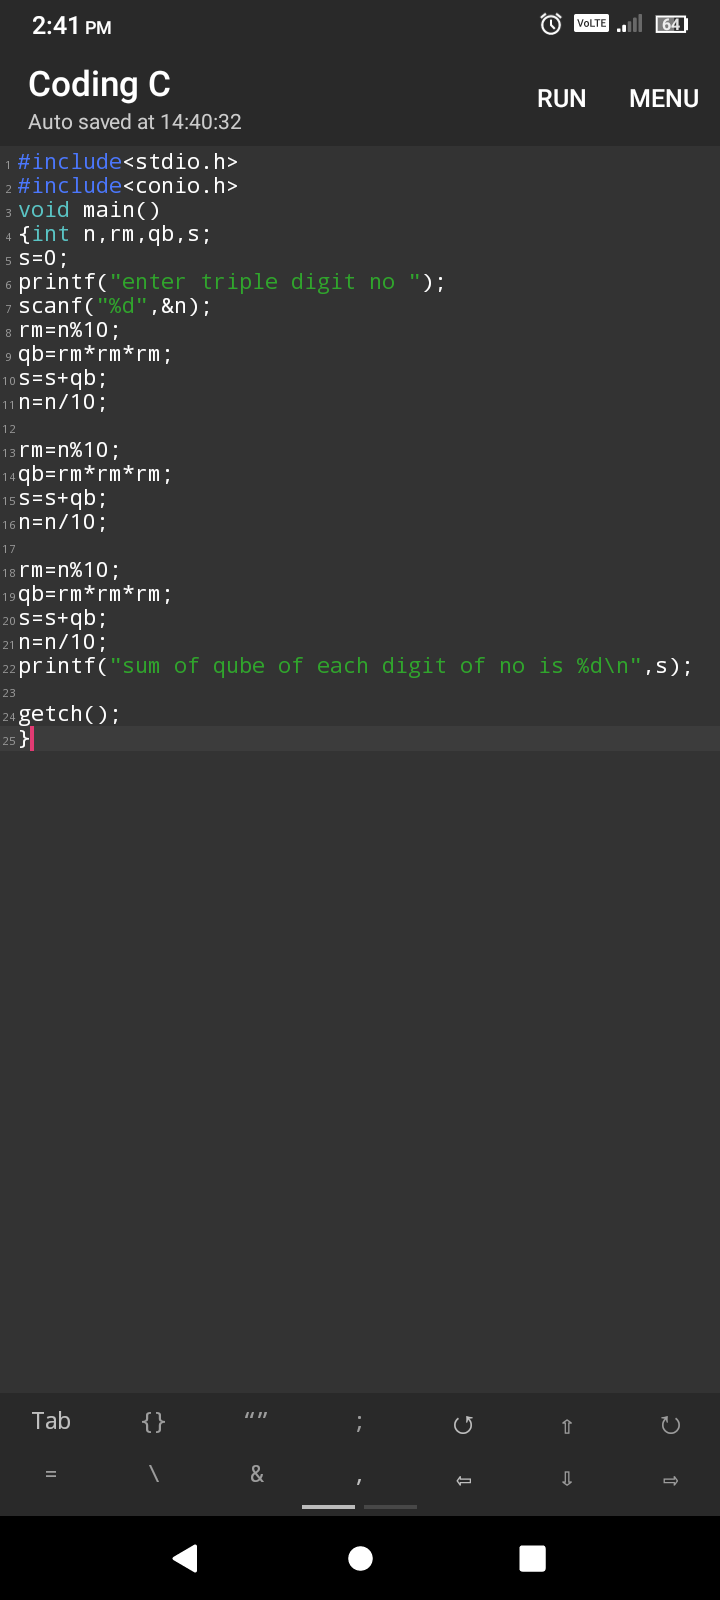 2:41 PM
VoLTE
64
Coding C
Auto saved at 14:40:32
RUN
MENU
1 #include<stdio.h>
2 #include<conio.h>
3 void main()
4 {int n,rm,qb,s;
5 s=0;
6 printf("enter triple digit no ");
7 scanf("%d",&n);
8 rm=n%10;
9 qb=rm*rm*rm;
10 s=s+qb;
11 n=n/10;
12
13 rm=n%10;
14 qb=rm*rm*rm;
15 s=s+qb;
16 n=n/10;
17
18 rm=n%10;
19 qb=rm*rm*rm;
20 s=s+qb;
21 n=n/10;
22 printf("sum of qube of each digit of no is %d\n",s);
23
24 getch();
25 }
Tab {} “” ; ↺ ⇧ ↻
= \ & , ⇦ ⇩ ⇨